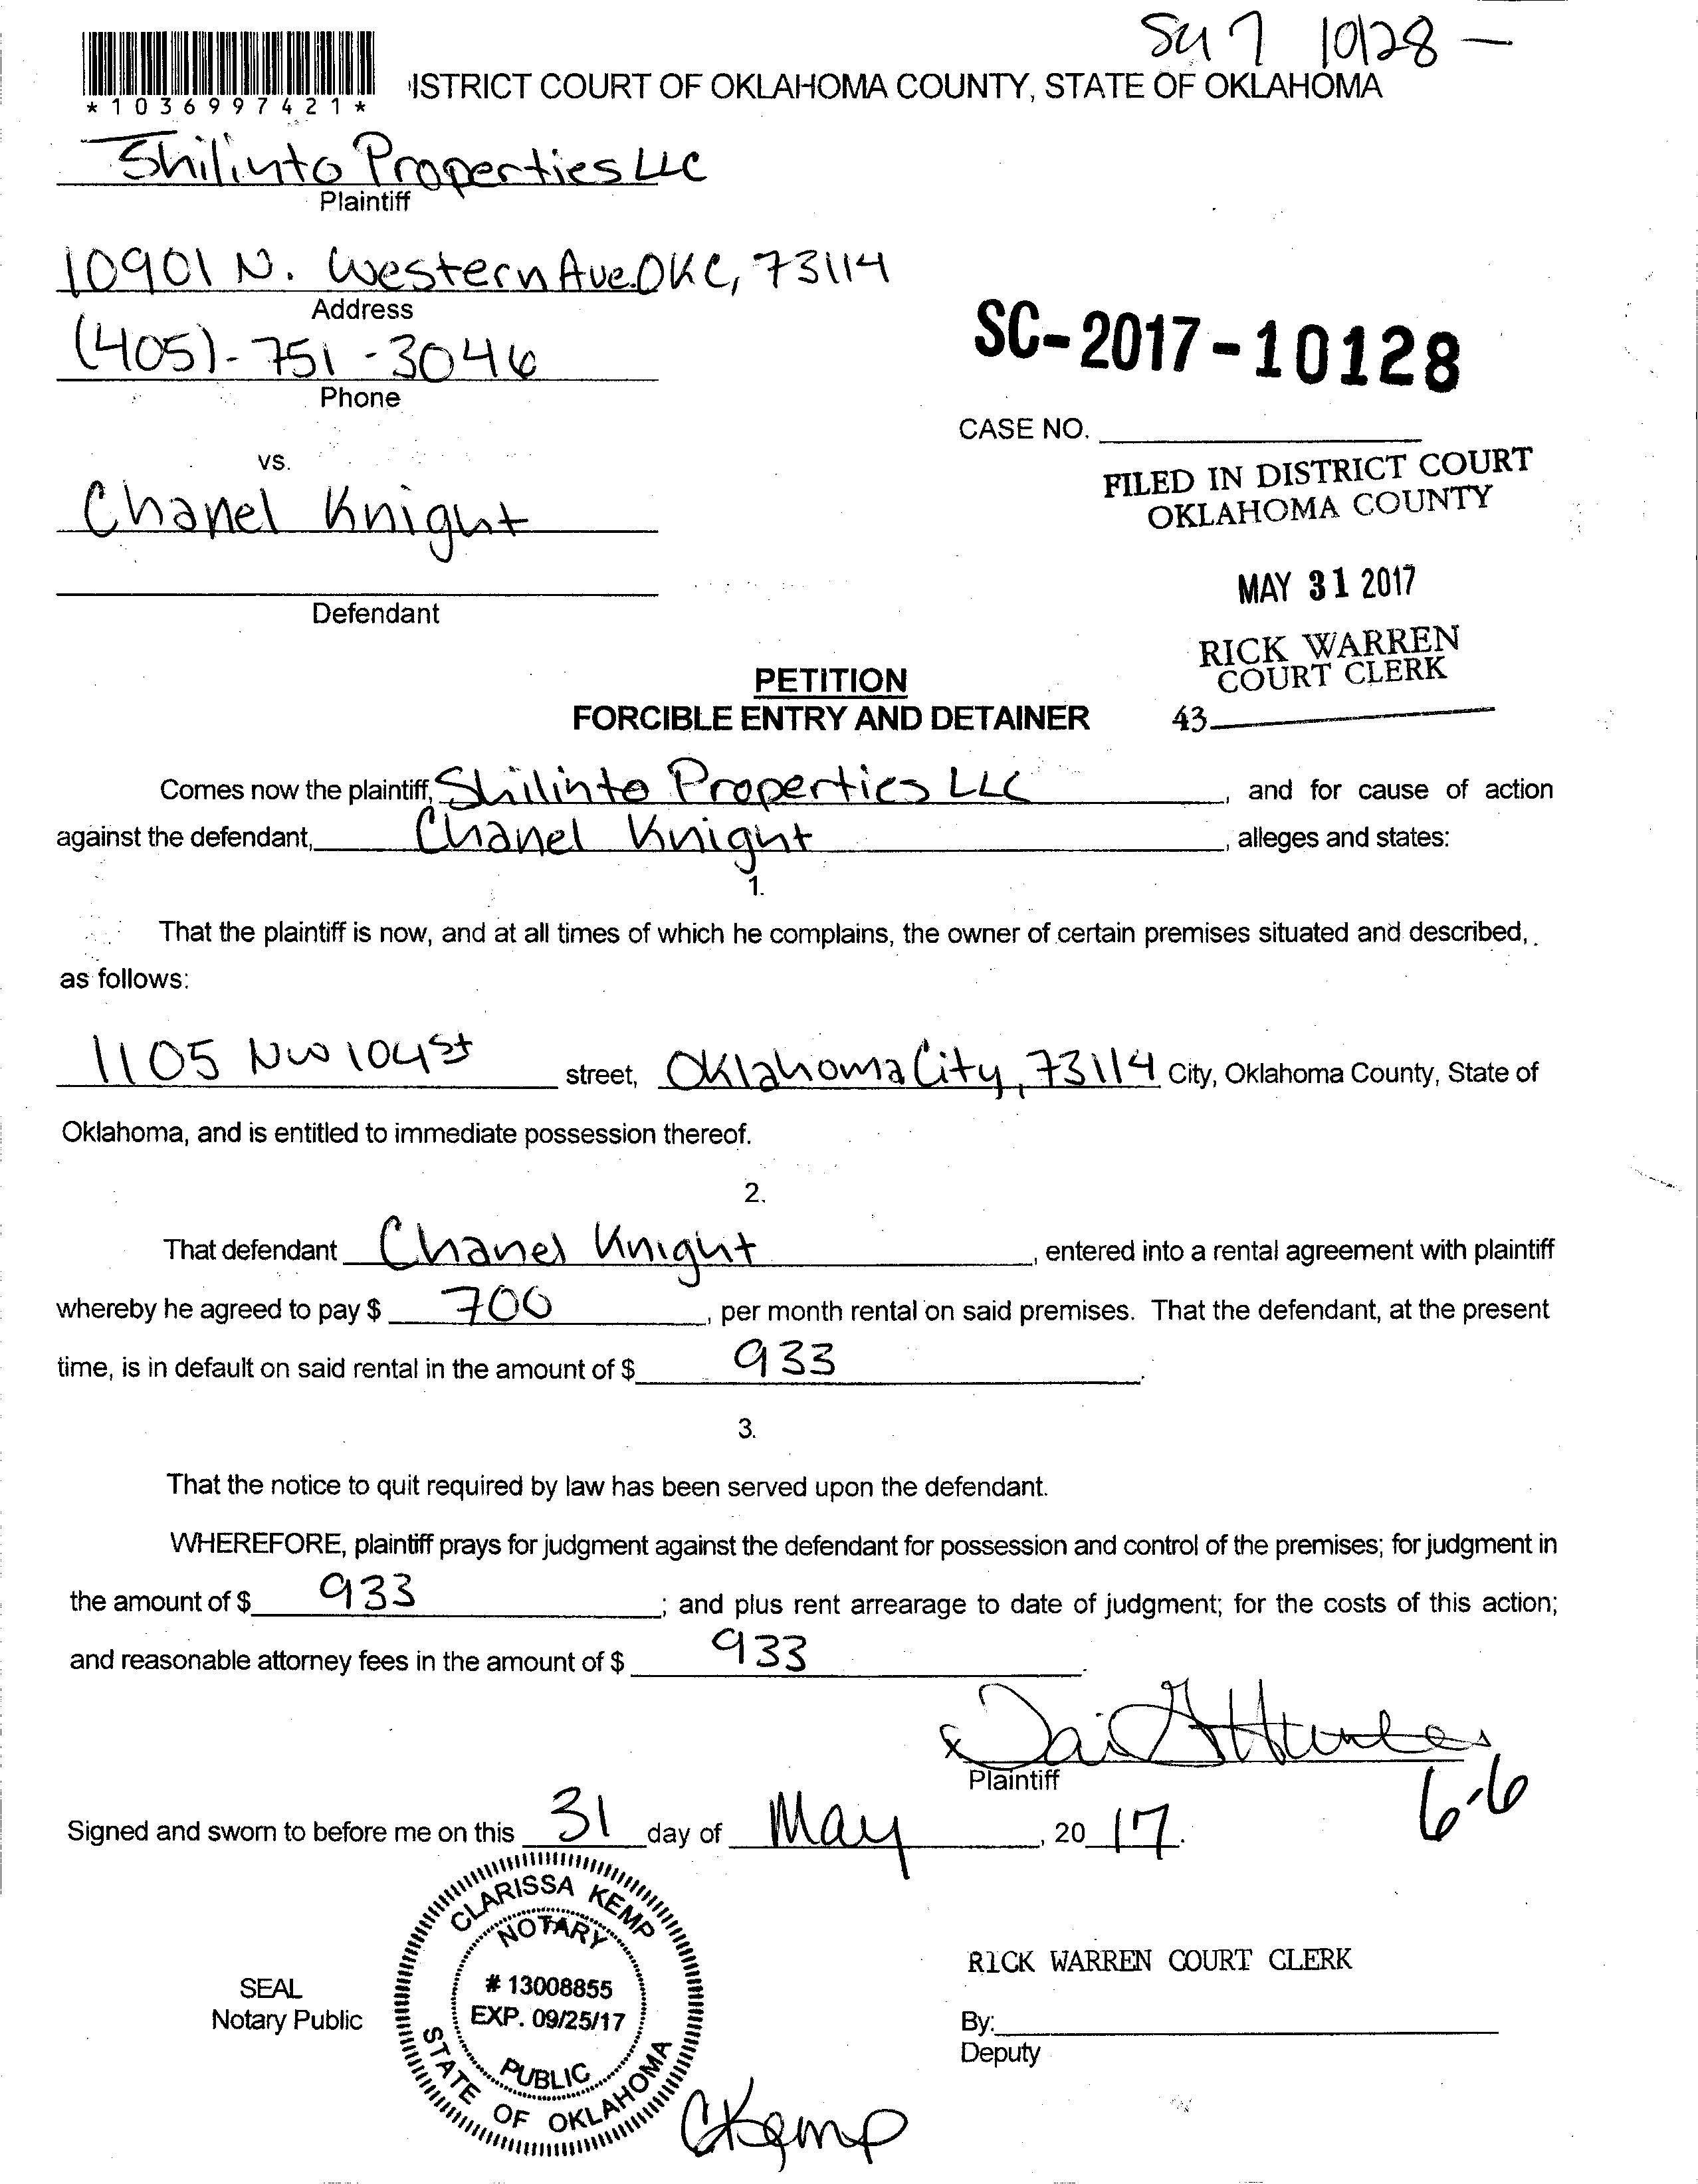 SC17 10128 —
*1036997421*
ISTRICT COURT OF OKLAHOMA COUNTY, STATE OF OKLAHOMA
Shilinto Properties LLC
Plaintiff
10901 N. Western Ave. OKC, 73114
Address
(405)-751-3046
Phone
SC-2017-10128
CASE NO.
vs.
FILED IN DISTRICT COURT
OKLAHOMA COUNTY
Chanel Knight
MAY 31 2017
Defendant
RICK WARREN
COURT CLERK
43
PETITION
FORCIBLE ENTRY AND DETAINER
Comes now the plaintiff, Shilinto Properties LLC, and for cause of action
against the defendant, Chanel Knight, alleges and states:
1.
That the plaintiff is now, and at all times of which he complains, the owner of certain premises situated and described,
as follows:
1105 NW 104st street, Oklahoma City, 73114 City, Oklahoma County, State of
Oklahoma, and is entitled to immediate possession thereof.
2.
That defendant Chanel Knight, entered into a rental agreement with plaintiff
whereby he agreed to pay $ 700, per month rental on said premises. That the defendant, at the present
time, is in default on said rental in the amount of $ 933.
3.
That the notice to quit required by law has been served upon the defendant.
WHEREFORE, plaintiff prays for judgment against the defendant for possession and control of the premises; for judgment in
the amount of $ 933; and plus rent arrearage to date of judgment; for the costs of this action;
and reasonable attorney fees in the amount of $ 933.
x
Plaintiff
6-6
Signed and sworn to before me on this 31 day of May, 2017.
CLARISSA KEMP
NOTARY
# 13008855
EXP. 09/25/17
PUBLIC
STATE OF OKLAHOMA
SEAL
Notary Public
RICK WARREN COURT CLERK
By:
Deputy
CKemp